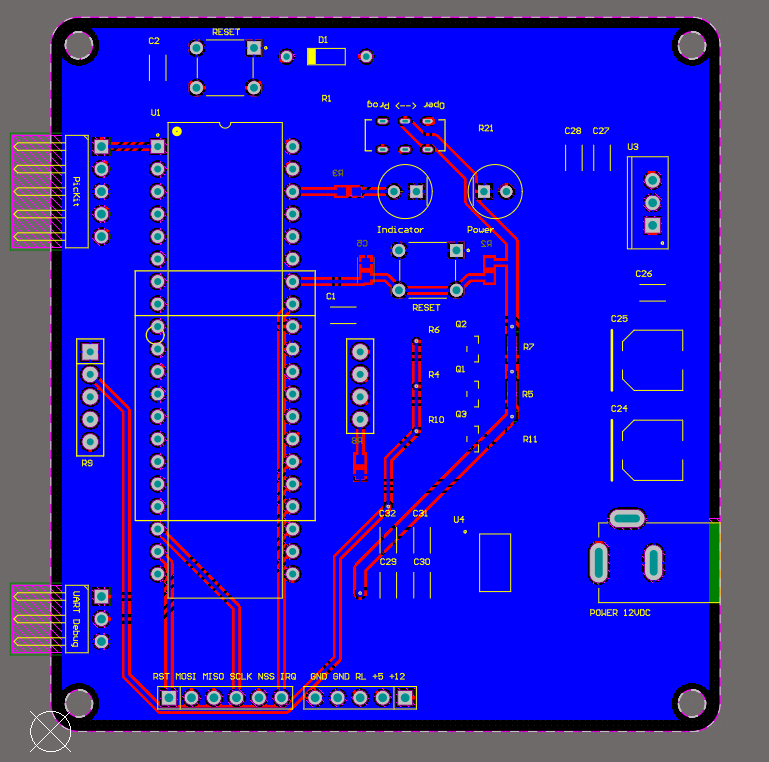 RESET
C2
D1
R1
Oper <--> Prog
U1
R21
C28 C27
U3
PicKit
R3
Indicator
Power
C5
R2
C26
C1
RESET
C25
R6
Q2
R7
R4
Q1
R5
R10
Q3
R11
C24
R8
R9
C32 C31
U4
C29 C30
UART Debug
POWER 12VDC
RST MOSI MISO SCLK NSS IRQ
GND GND RL +5 +12